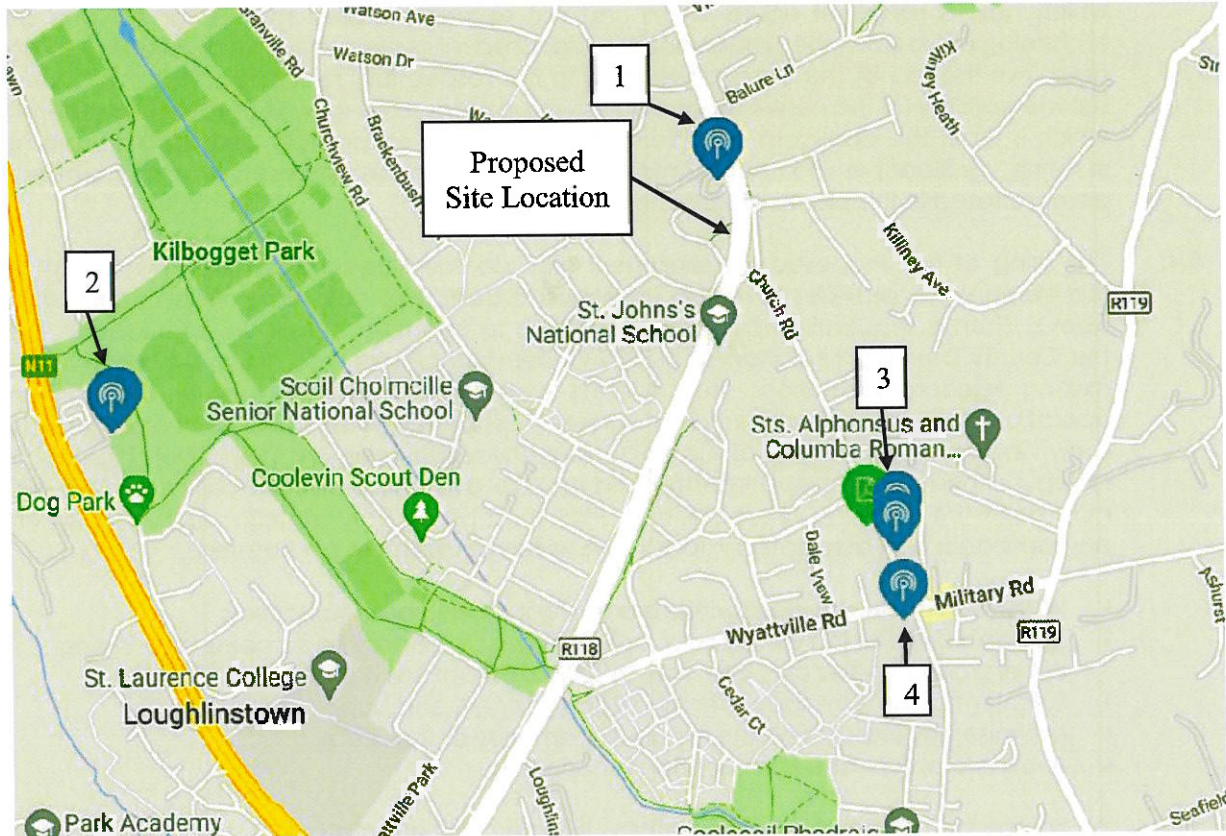 Watson Ave
Granville Rd
Watson Dr
Churchview Rd
Brackenbush
1
Balure Ln
Killiney Heath
Proposed
Site Location
Kilbogget Park
Killiney Ave
2
Church Rd
R119
St. Johns's
National School
N11
3
Scoil Cholmcille
Senior National School
Sts. Alphonsus and
Columba Roman...
Coolevin Scout Den
Dog Park
Dale View
Military Rd
Ashurst
Wyattville Rd
R119
R118
St. Laurence College
Loughlinstown
4
Cedar Ct
Park Academy
Seafield